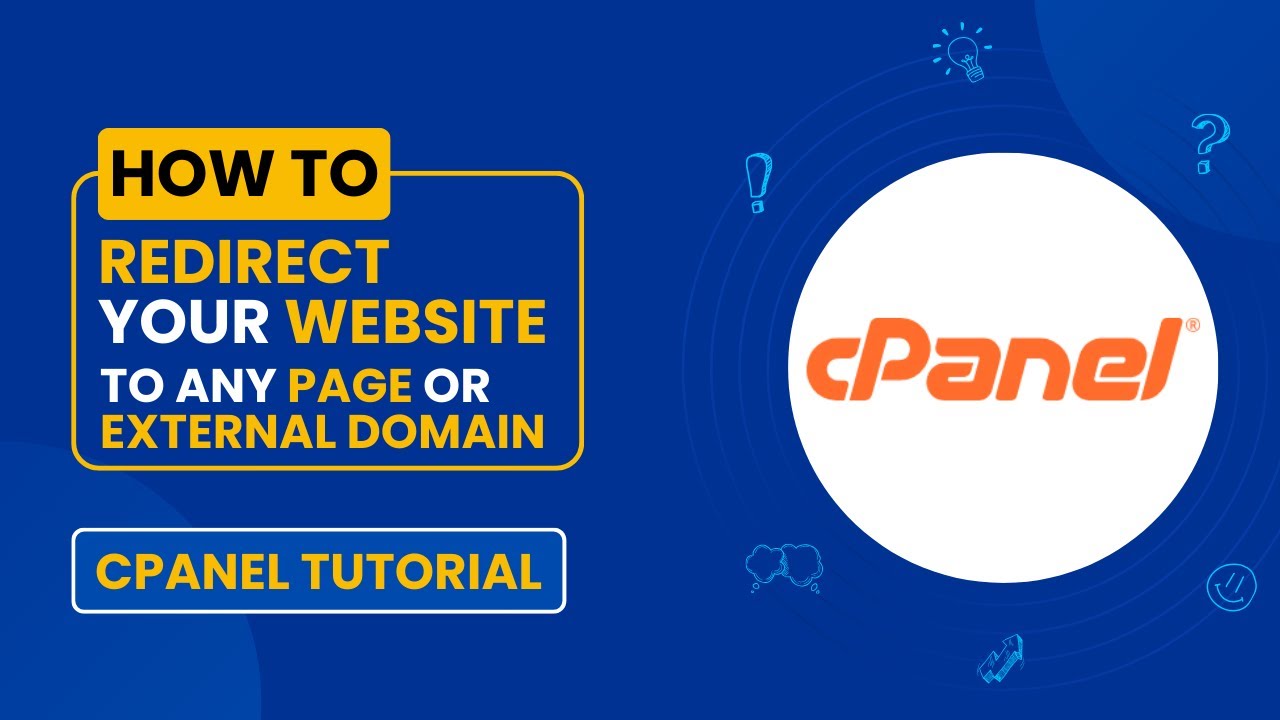 HOW TO
REDIRECT
YOUR WEBSITE
TO ANY PAGE OR
EXTERNAL DOMAIN
CPANEL TUTORIAL
cPanel®